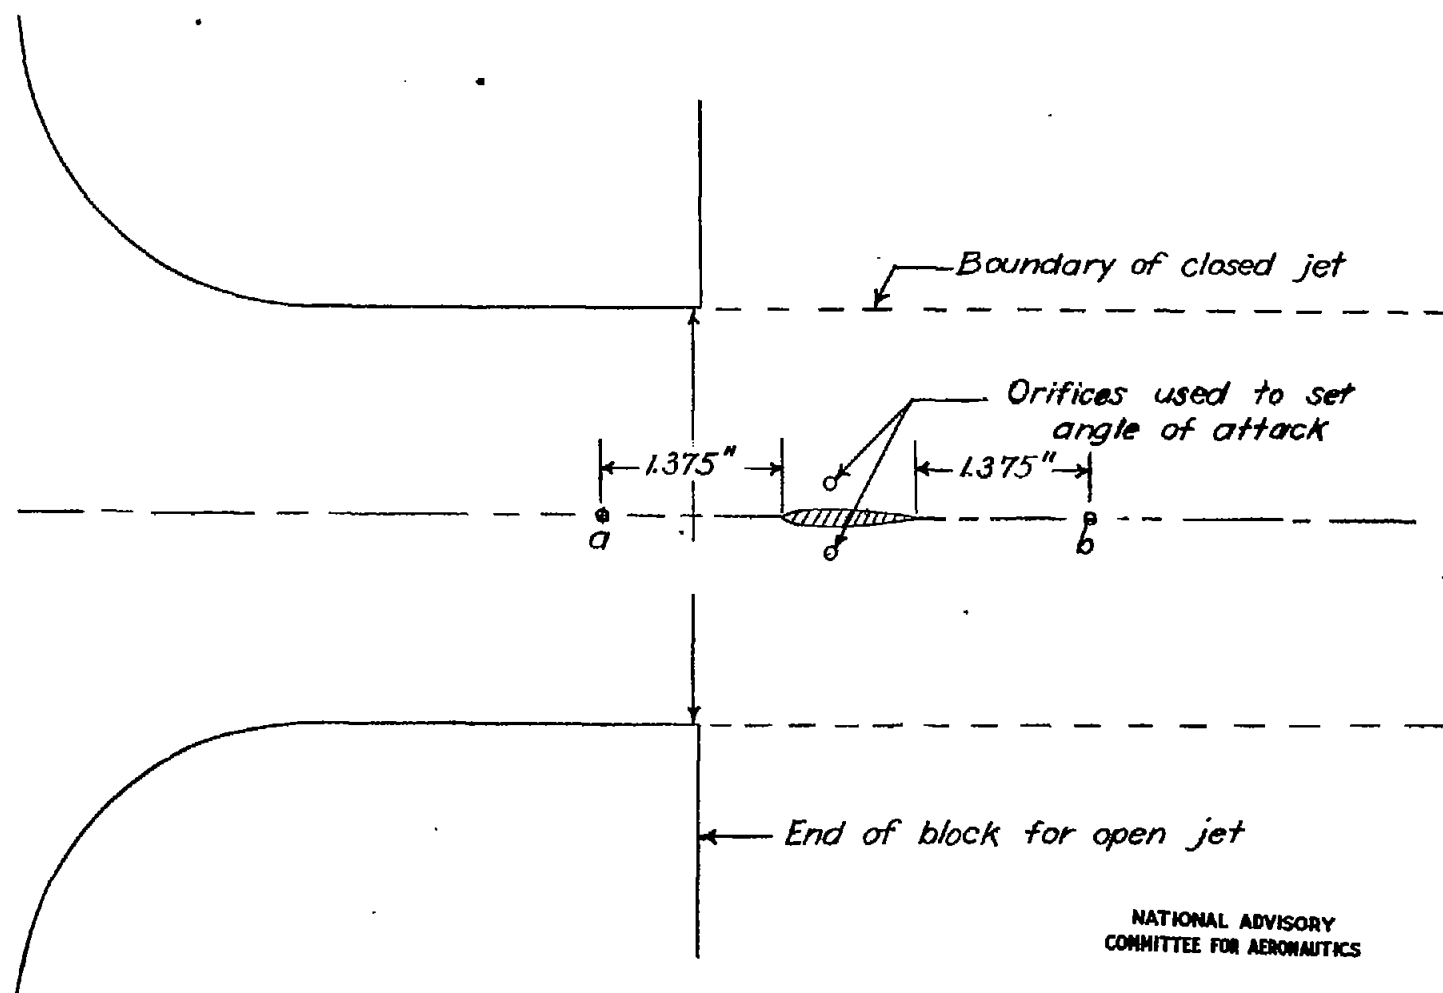 Boundary of closed jet
Orifices used to set
angle of attack
1.375"
1.375"
a
b
End of block for open jet
NATIONAL ADVISORY
COMMITTEE FOR AERONAUTICS